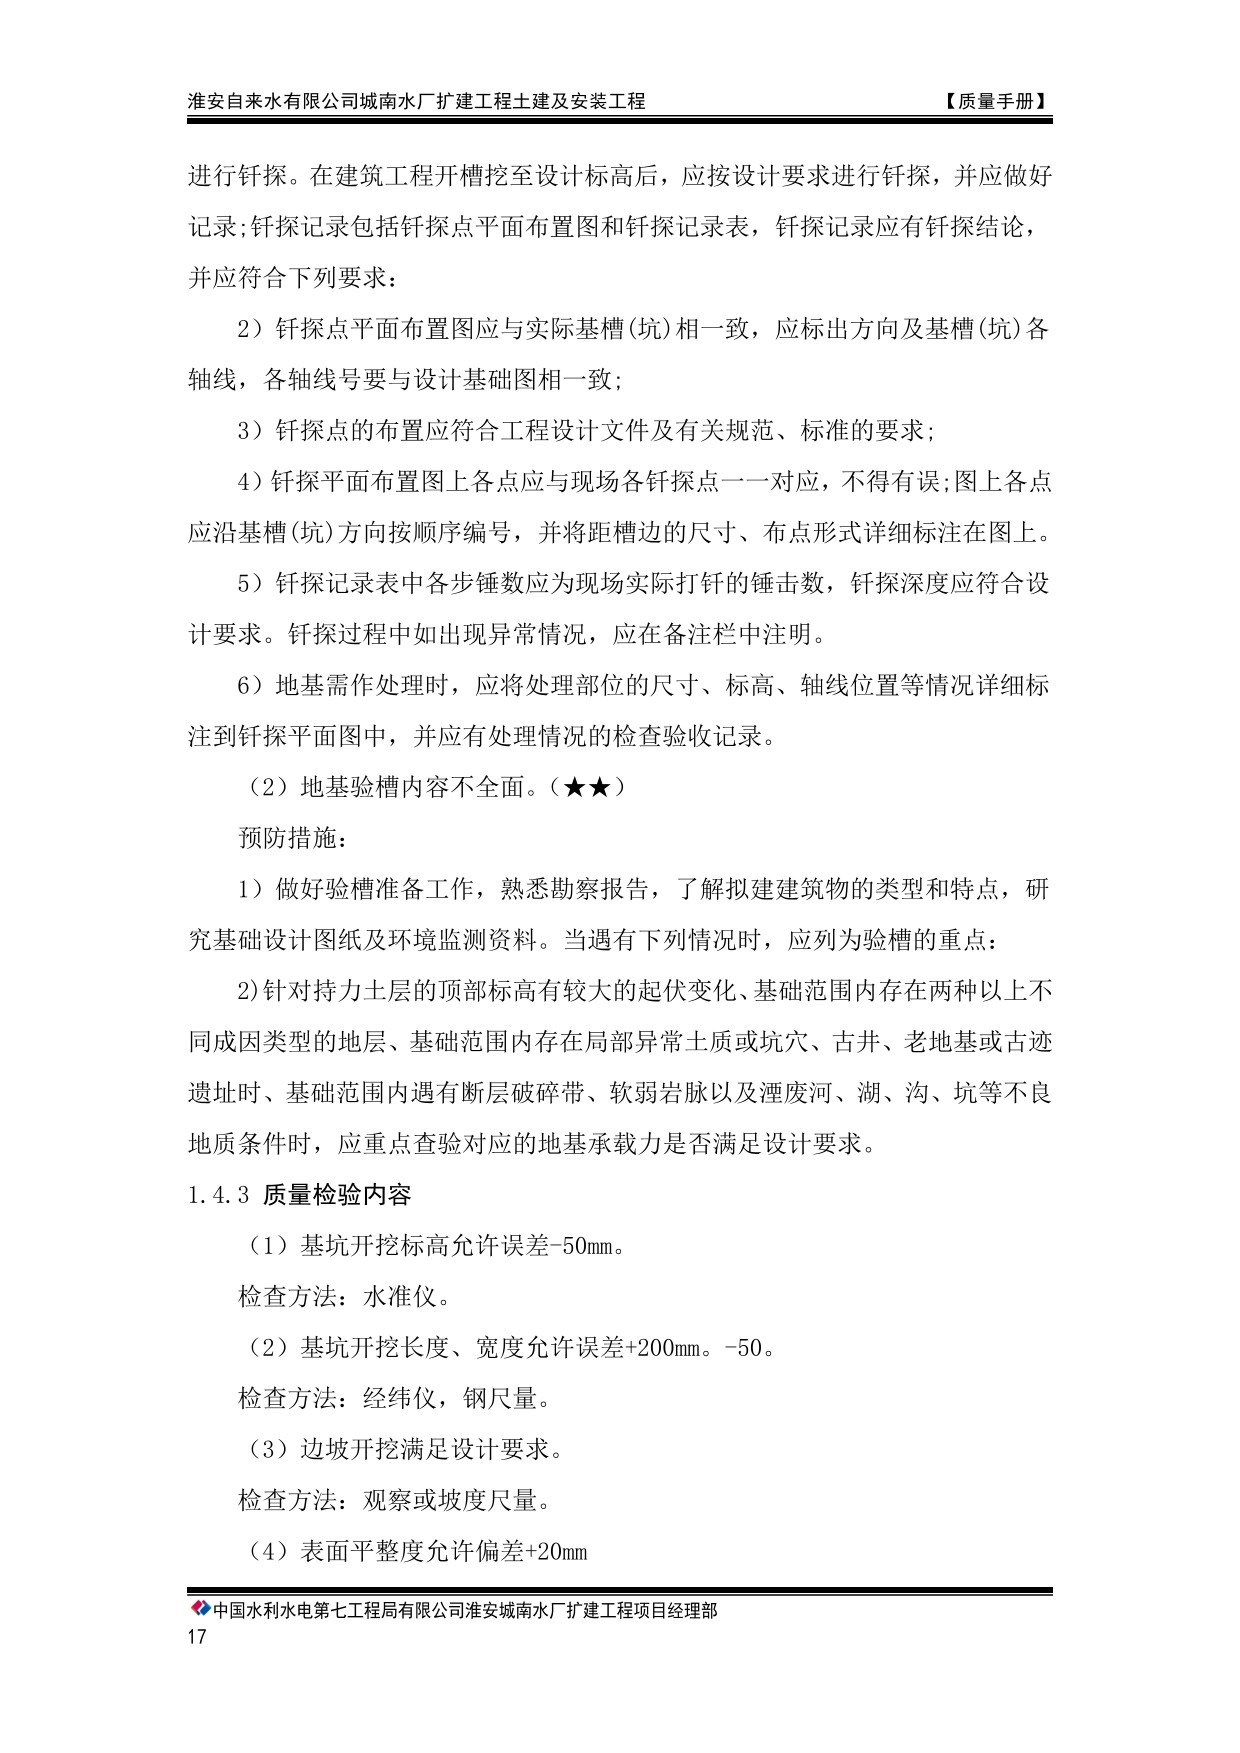 淮安自来水有限公司城南水厂扩建工程土建及安装工程 【质量手册】
进行钎探。在建筑工程开槽挖至设计标高后，应按设计要求进行钎探，并应做好
记录;钎探记录包括钎探点平面布置图和钎探记录表，钎探记录应有钎探结论，
并应符合下列要求：
2）钎探点平面布置图应与实际基槽(坑)相一致，应标出方向及基槽(坑)各
轴线，各轴线号要与设计基础图相一致;
3）钎探点的布置应符合工程设计文件及有关规范、标准的要求;
4）钎探平面布置图上各点应与现场各钎探点一一对应，不得有误;图上各点
应沿基槽(坑)方向按顺序编号，并将距槽边的尺寸、布点形式详细标注在图上。
5）钎探记录表中各步锤数应为现场实际打钎的锤击数，钎探深度应符合设
计要求。钎探过程中如出现异常情况，应在备注栏中注明。
6）地基需作处理时，应将处理部位的尺寸、标高、轴线位置等情况详细标
注到钎探平面图中，并应有处理情况的检查验收记录。
（2）地基验槽内容不全面。（★★）
预防措施：
1）做好验槽准备工作，熟悉勘察报告，了解拟建建筑物的类型和特点，研
究基础设计图纸及环境监测资料。当遇有下列情况时，应列为验槽的重点：
2)针对持力土层的顶部标高有较大的起伏变化、基础范围内存在两种以上不
同成因类型的地层、基础范围内存在局部异常土质或坑穴、古井、老地基或古迹
遗址时、基础范围内遇有断层破碎带、软弱岩脉以及湮废河、湖、沟、坑等不良
地质条件时，应重点查验对应的地基承载力是否满足设计要求。
1.4.3 质量检验内容
（1）基坑开挖标高允许误差-50mm。
检查方法：水准仪。
（2）基坑开挖长度、宽度允许误差+200mm。-50。
检查方法：经纬仪，钢尺量。
（3）边坡开挖满足设计要求。
检查方法：观察或坡度尺量。
（4）表面平整度允许偏差+20mm
中国水利水电第七工程局有限公司淮安城南水厂扩建工程项目经理部
17